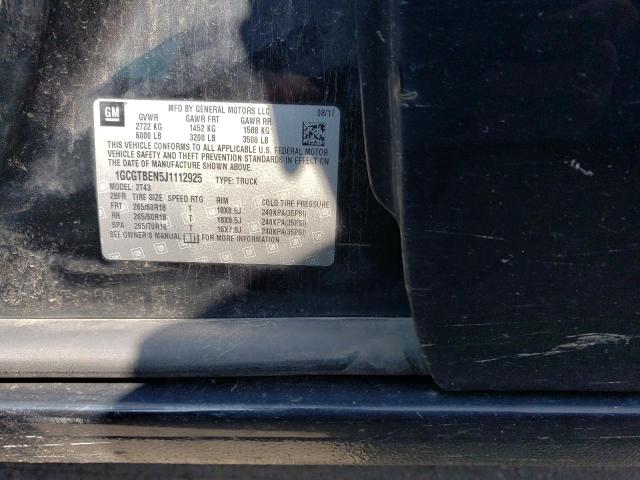 GM
MFD BY GENERAL MOTORS LLC 08/17
GVWR GAWR FRT GAWR RR
2722 KG 1452 KG 1588 KG
6000 LB 3200 LB 3500 LB
THIS VEHICLE CONFORMS TO ALL APPLICABLE U.S. FEDERAL MOTOR
VEHICLE SAFETY AND THEFT PREVENTION STANDARDS IN EFFECT ON
THE DATE OF MANUFACTURE SHOWN ABOVE.
1GCGTBEN5J1112925 TYPE: TRUCK
MODEL: 2T43
2BFR TIRE SIZE SPEED RTG RIM COLD TIRE PRESSURE
FRT 265/60R18 T 18X8.5J 240KPA(35PSI)
RR 265/60R18 T 18X8.5J 240KPA(35PSI)
SPA 265/70R16 T 16X7.0J 240KPA(35PSI)
SEE OWNER'S MANUAL FOR MORE INFORMATION